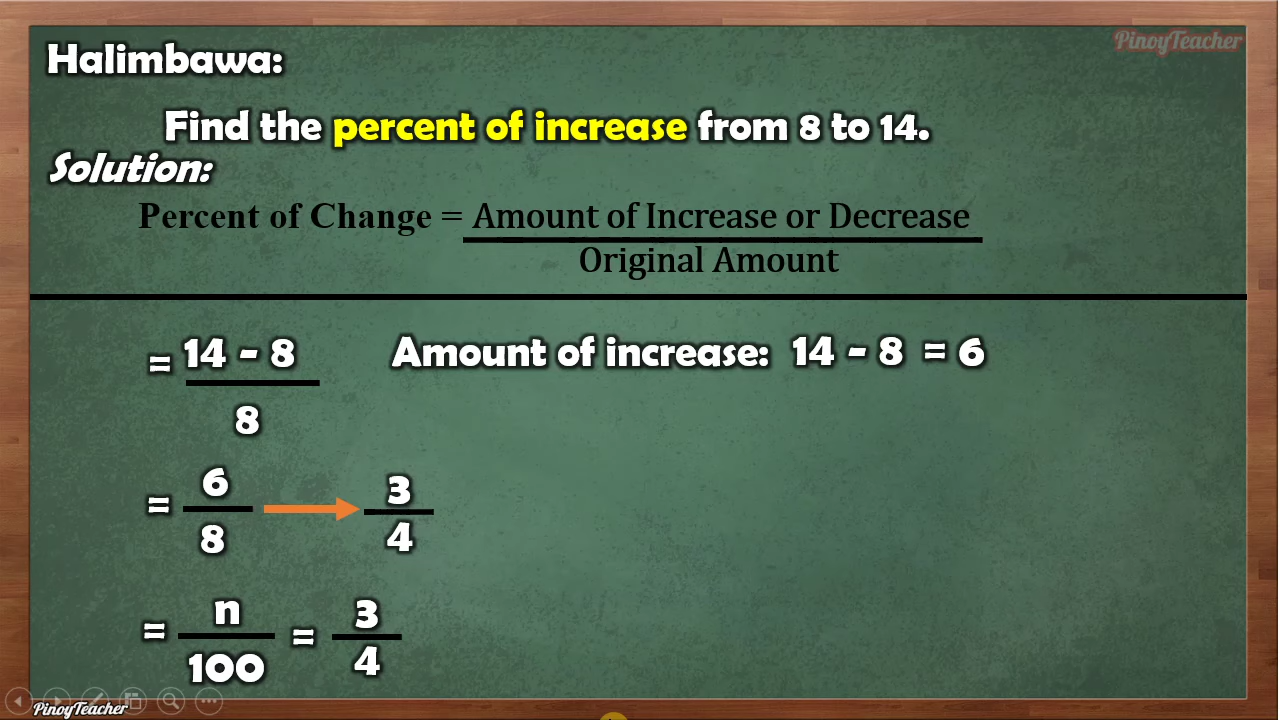 PinoyTeacher
Halimbawa:
Find the percent of increase from 8 to 14.
Solution:
Percent of Change = Amount of Increase or Decrease
Original Amount
= 14 - 8
8
Amount of increase: 14 - 8 = 6
= 6
8
3
4
= n
100
= 3
4
PinoyTeacher